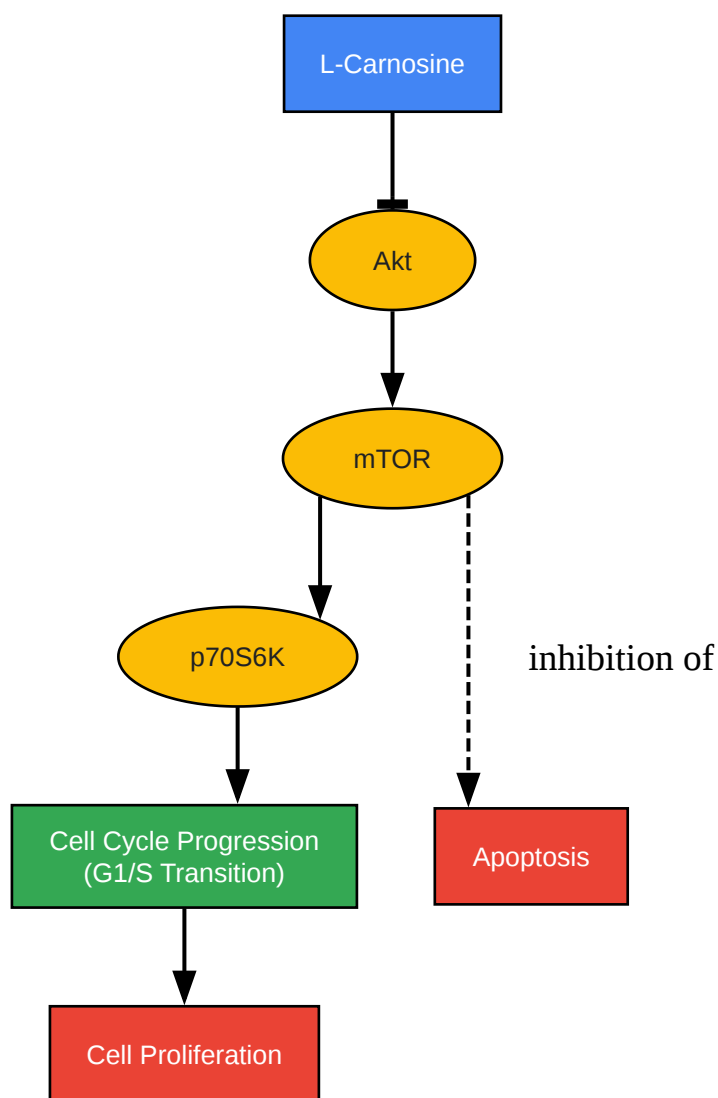 L-Carnosine
Akt
mTOR
p70S6K
inhibition of
Cell Cycle Progression
(G1/S Transition)
Apoptosis
Cell Proliferation